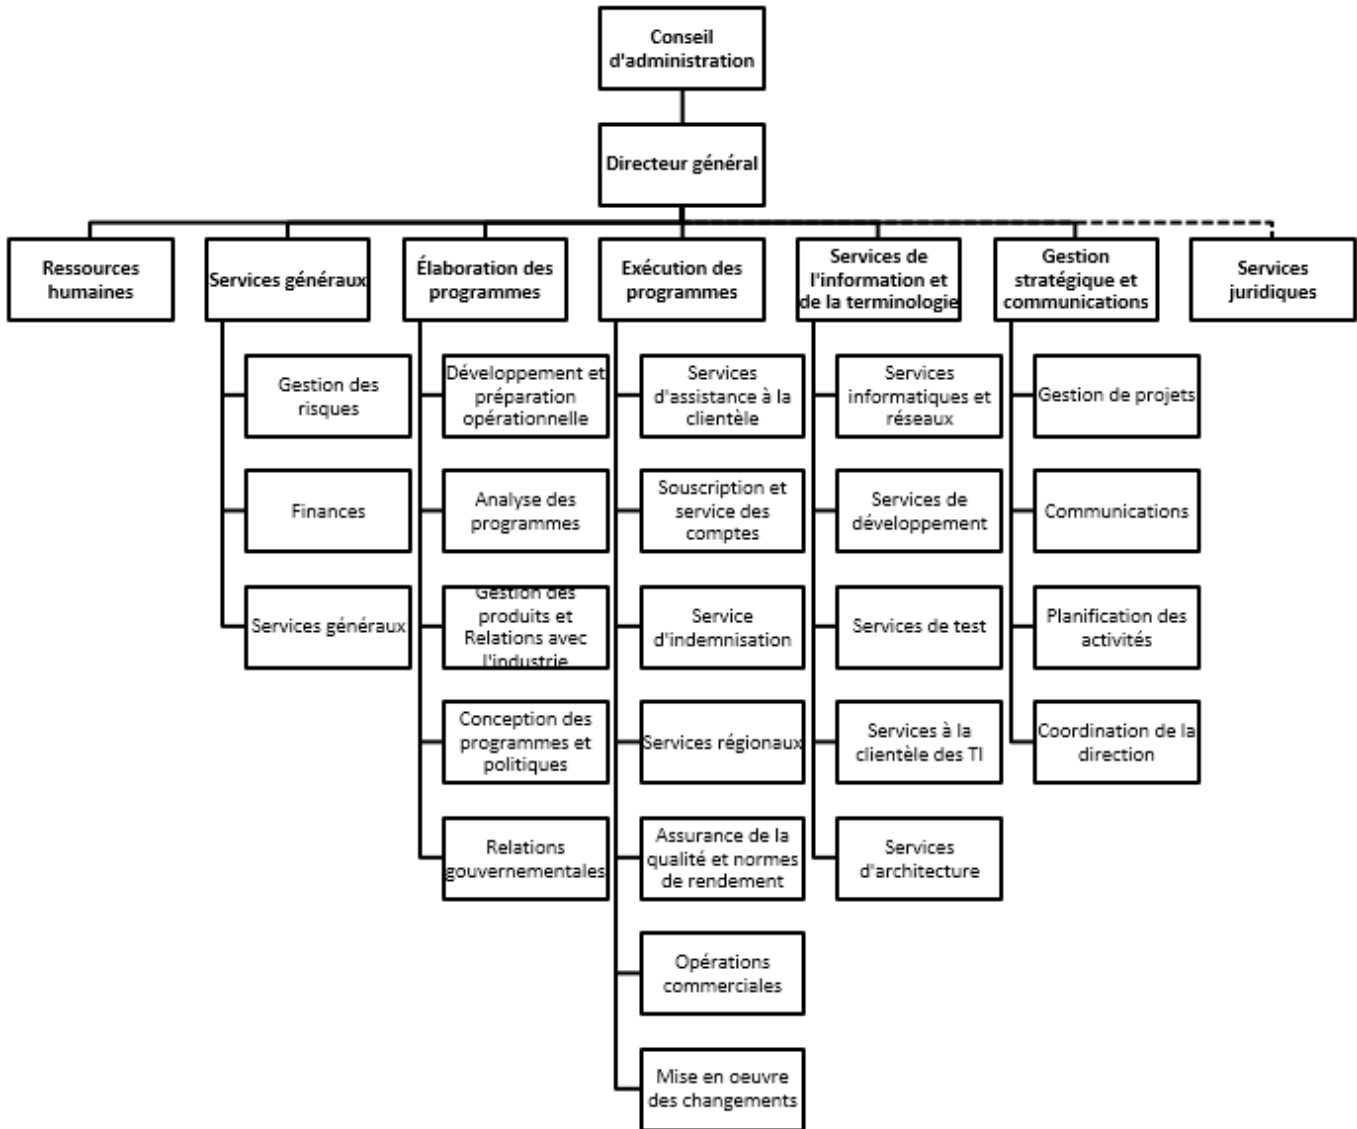 Conseil
d'administration
Directeur général
Ressources
humaines
Services généraux
Élaboration des
programmes
Exécution des
programmes
Services de
l'information et
de la terminologie
Gestion
stratégique et
communications
Services
juridiques
Gestion des
risques
Finances
Services généraux
Développement et
préparation
opérationnelle
Analyse des
programmes
Gestion des
produits et
Relations avec
l'industrie
Conception des
programmes et
politiques
Relations
gouvernementales
Services
d'assistance à la
clientèle
Souscription et
service des
comptes
Service
d'indemnisation
Services régionaux
Assurance de la
qualité et normes
de rendement
Opérations
commerciales
Mise en oeuvre
des changements
Services
informatiques et
réseaux
Services de
développement
Services de test
Services à la
clientèle des TI
Services
d'architecture
Gestion de projets
Communications
Planification des
activités
Coordination de la
direction